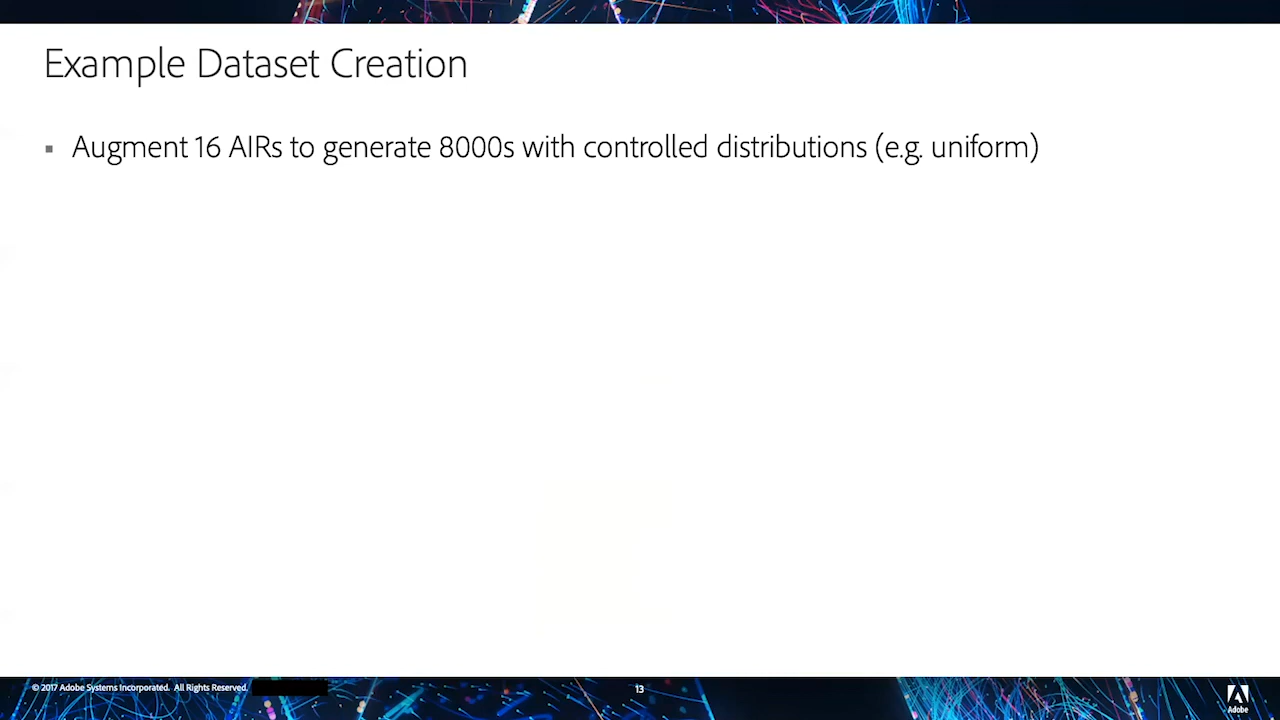 Example Dataset Creation
▪ Augment 16 AIRs to generate 8000s with controlled distributions (e.g. uniform)
© 2017 Adobe Systems Incorporated. All Rights Reserved.
13
Adobe